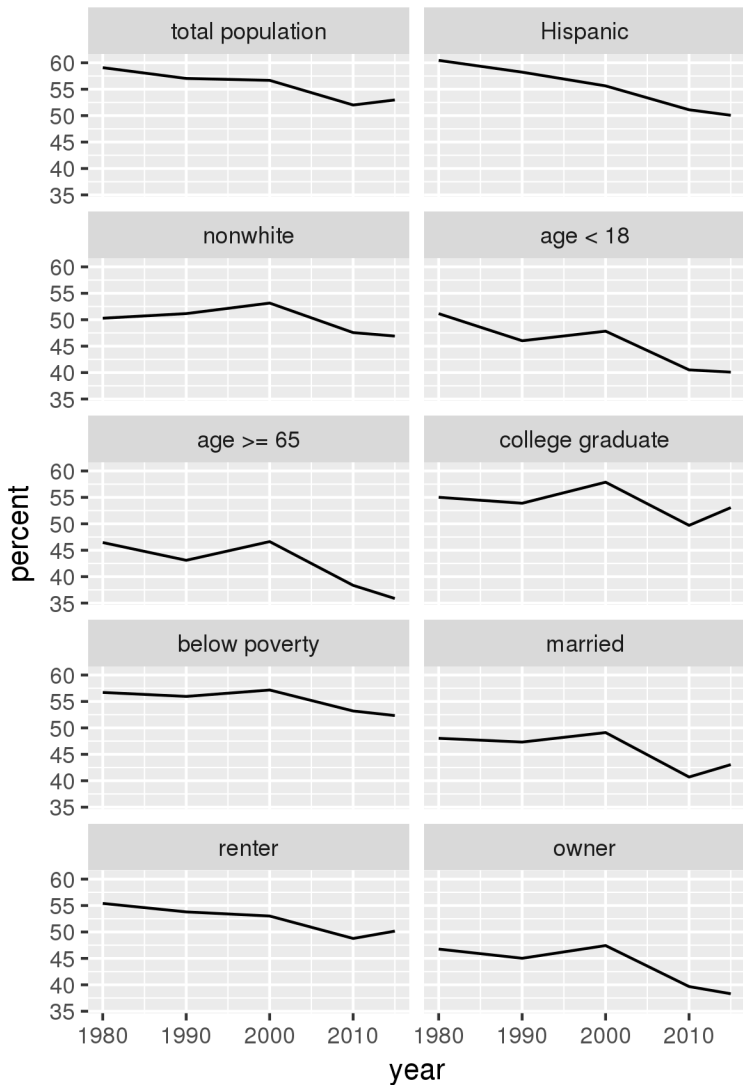 total population
Hispanic
60
55
50
45
40
35
nonwhite
age < 18
60
55
50
45
40
35
age >= 65
college graduate
60
55
50
45
40
35
percent
below poverty
married
60
55
50
45
40
35
renter
owner
60
55
50
45
40
35
1980 1990 2000 2010 1980 1990 2000 2010
year